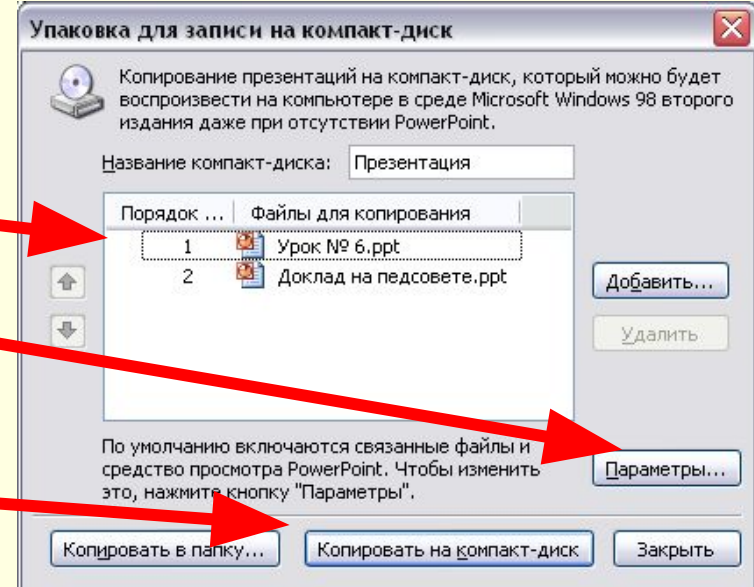 Упаковка для записи на компакт-диск
Копирование презентаций на компакт-диск, который можно будет
воспроизвести на компьютере в среде Microsoft Windows 98 второго
издания даже при отсутствии PowerPoint.
Название компакт-диска: Презентация
Порядок ... Файлы для копирования
1 Урок № 6.ppt
2 Доклад на педсовете.ppt
Добавить...
Удалить
По умолчанию включаются связанные файлы и
средство просмотра PowerPoint. Чтобы изменить
это, нажмите кнопку "Параметры".
Параметры...
Копировать в папку... Копировать на компакт-диск Закрыть